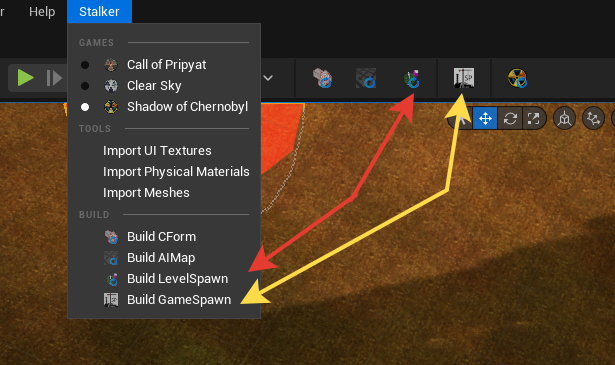 Help
Stalker
GAMES
Call of Pripyat
Clear Sky
Shadow of Chernobyl
TOOLS
Import UI Textures
Import Physical Materials
Import Meshes
BUILD
Build CForm
Build AIMap
Build LevelSpawn
Build GameSpawn